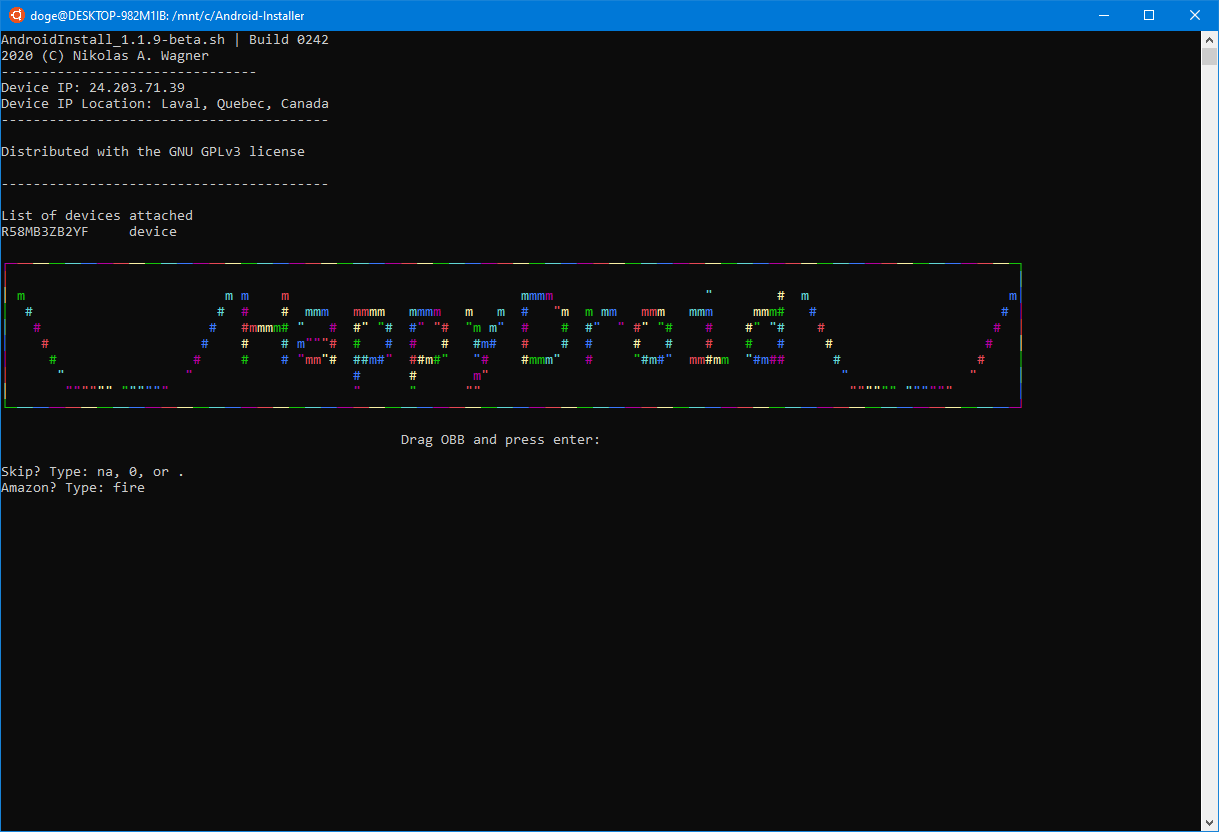 doge@DESKTOP-982M1IB: /mnt/c/Android-Installer
AndroidInstall_1.1.9-beta.sh | Build 0242
2020 (C) Nikolas A. Wagner
--------------------------------
Device IP: 24.203.71.39
Device IP Location: Laval, Quebec, Canada
-----------------------------------------
Distributed with the GNU GPLv3 license
-----------------------------------------
List of devices attached
R58MB3ZB2YF     device
HappyDroid
Drag OBB and press enter:
Skip? Type: na, 0, or .
Amazon? Type: fire